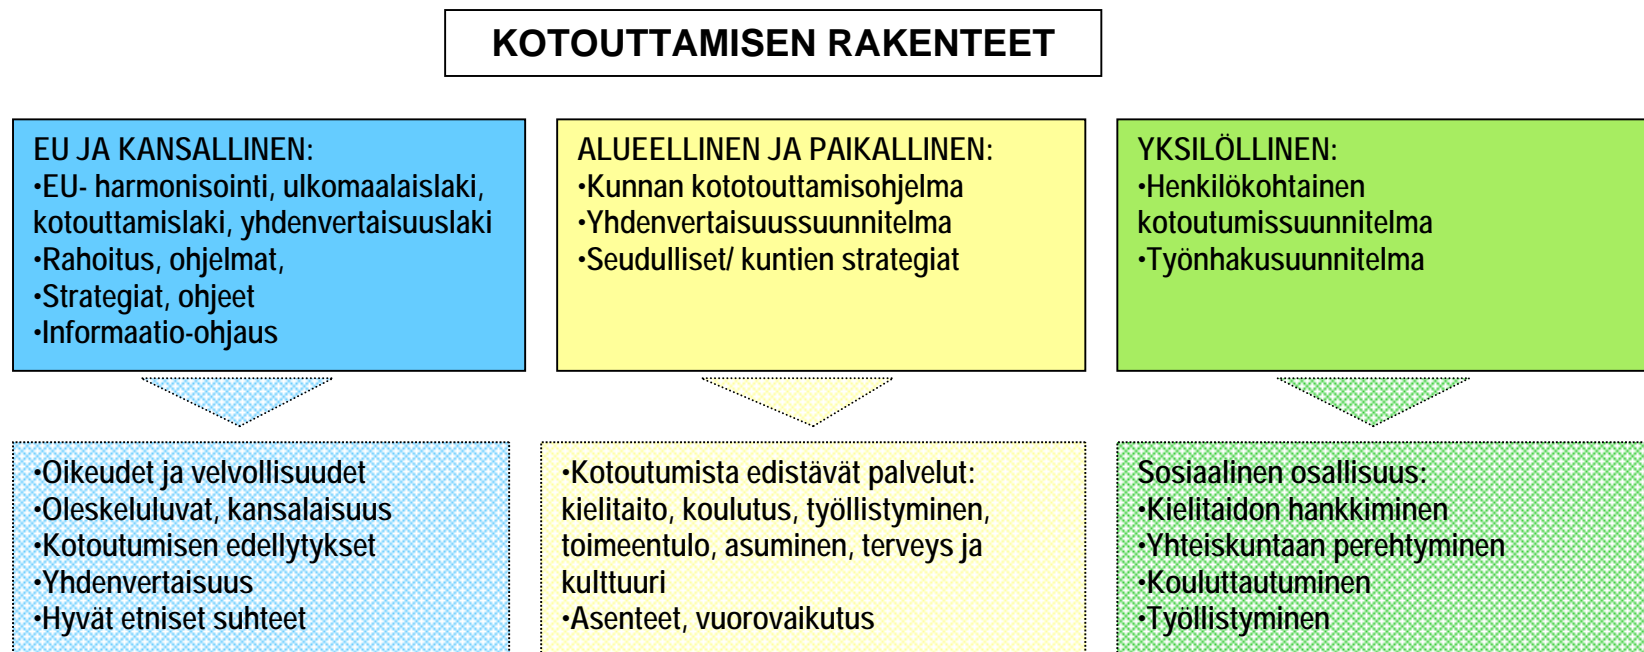 KOTOUTTAMISEN RAKENTEET
EU JA KANSALLINEN:
•EU- harmonisointi, ulkomaalaislaki,
kotouttamislaki, yhdenvertaisuuslaki
•Rahoitus, ohjelmat,
•Strategiat, ohjeet
•Informaatio-ohjaus
ALUEELLINEN JA PAIKALLINEN:
•Kunnan kototouttamisohjelma
•Yhdenvertaisuussuunnitelma
•Seudulliset/ kuntien strategiat
YKSILÖLLINEN:
•Henkilökohtainen
kotoutumissuunnitelma
•Työnhakusuunnitelma
•Oikeudet ja velvollisuudet
•Oleskeluluvat, kansalaisuus
•Kotoutumisen edellytykset
•Yhdenvertaisuus
•Hyvät etniset suhteet
•Kotoutumista edistävät palvelut:
kielitaito, koulutus, työllistyminen,
toimeentulo, asuminen, terveys ja
kulttuuri
•Asenteet, vuorovaikutus
Sosiaalinen osallisuus:
•Kielitaidon hankkiminen
•Yhteiskuntaan perehtyminen
•Kouluttautuminen
•Työllistyminen